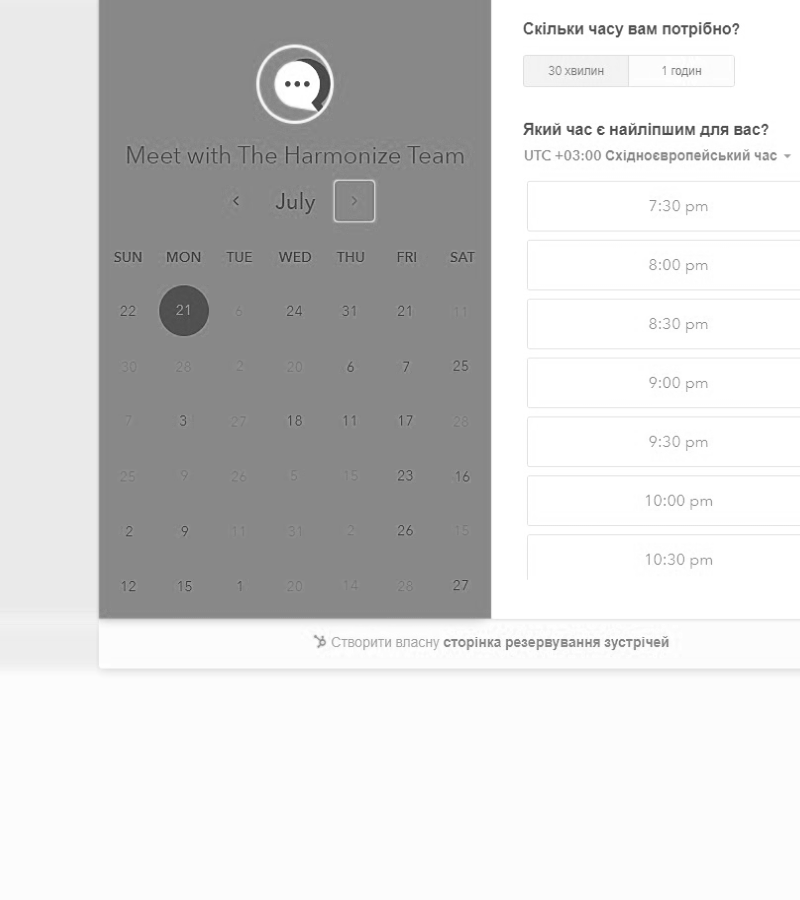 Meet with The Harmonize Team
July
SUN MON TUE WED THU FRI SAT
22 21 6 24 31 21 11
30 28 2 20 6 7 25
7 3 27 18 11 17 28
25 9 26 5 15 23 16
2 9 11 31 2 26 15
12 15 1 20 14 28 27
Скільки часу вам потрібно?
30 хвилин 1 годин
Який час є найліпшим для вас?
UTC +03:00 Східноєвропейський час
7:30 pm
8:00 pm
8:30 pm
9:00 pm
9:30 pm
10:00 pm
10:30 pm
Створити власну сторінка резервування зустрічей